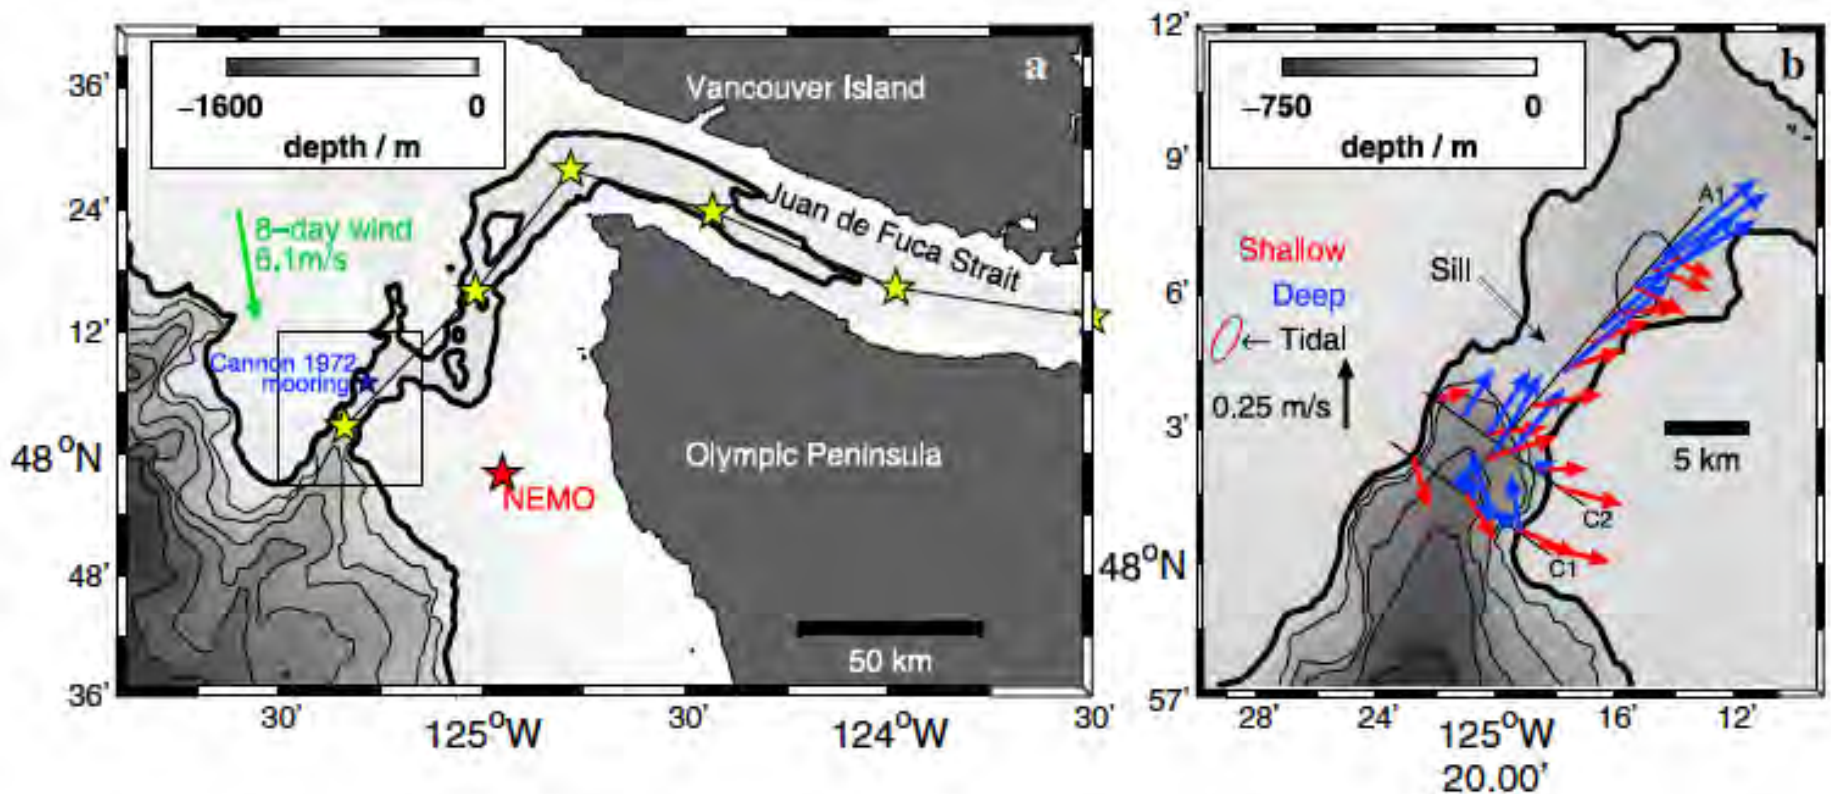 a
−1600 0
depth / m
Vancouver Island
Juan de Fuca Strait
8−day wind
6.1m/s
Cannon 1972
mooring
NEMO
Olympic Peninsula
50 km
36'
24'
12'
48°N
48'
36'
30'
125°W
30'
124°W
30'
b
−750 0
depth / m
Shallow
Deep
← Tidal
0.25 m/s
Sill
A1
C2
C1
5 km
12'
9'
6'
3'
48°N
57'
28'
24'
125°W
20.00'
16'
12'